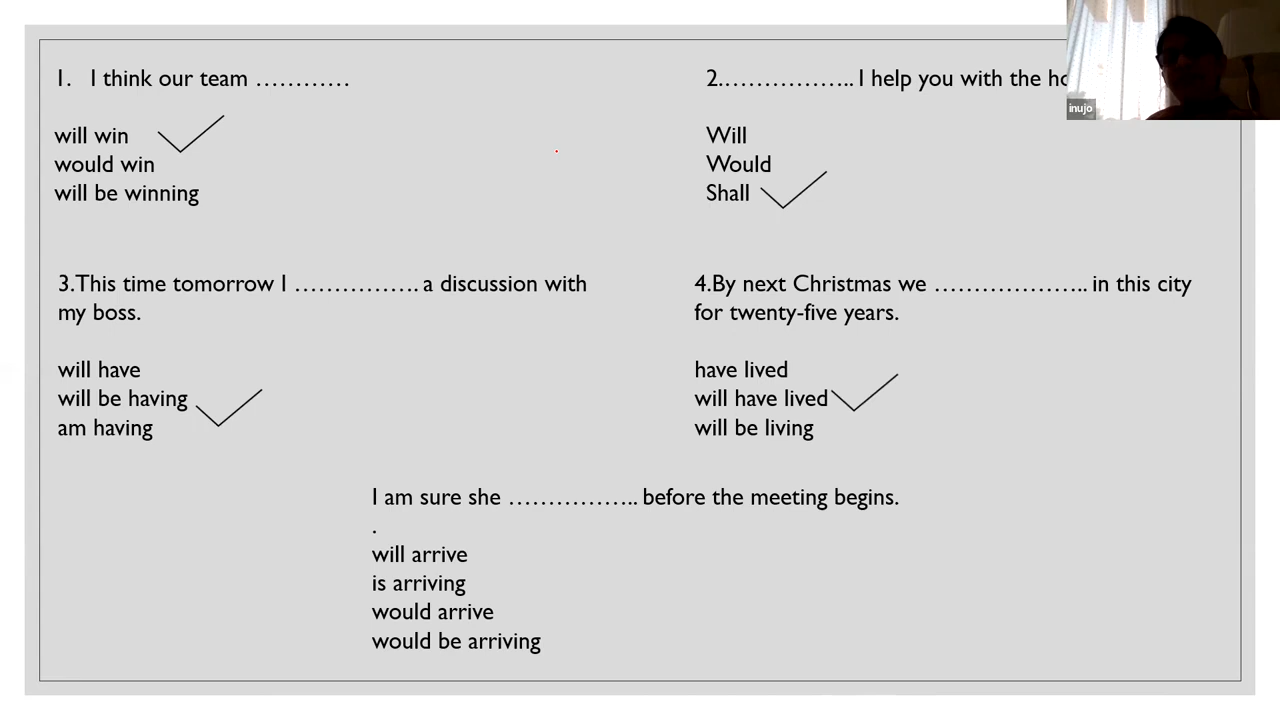 1. I think our team …………
will win
would win
will be winning
2.…………….. I help you with the
Will
Would
Shall
inujo
3.This time tomorrow I ……………. a discussion with
my boss.
will have
will be having
am having
4.By next Christmas we ……………….. in this city
for twenty-five years.
have lived
will have lived
will be living
I am sure she …………….. before the meeting begins.
.
will arrive
is arriving
would arrive
would be arriving